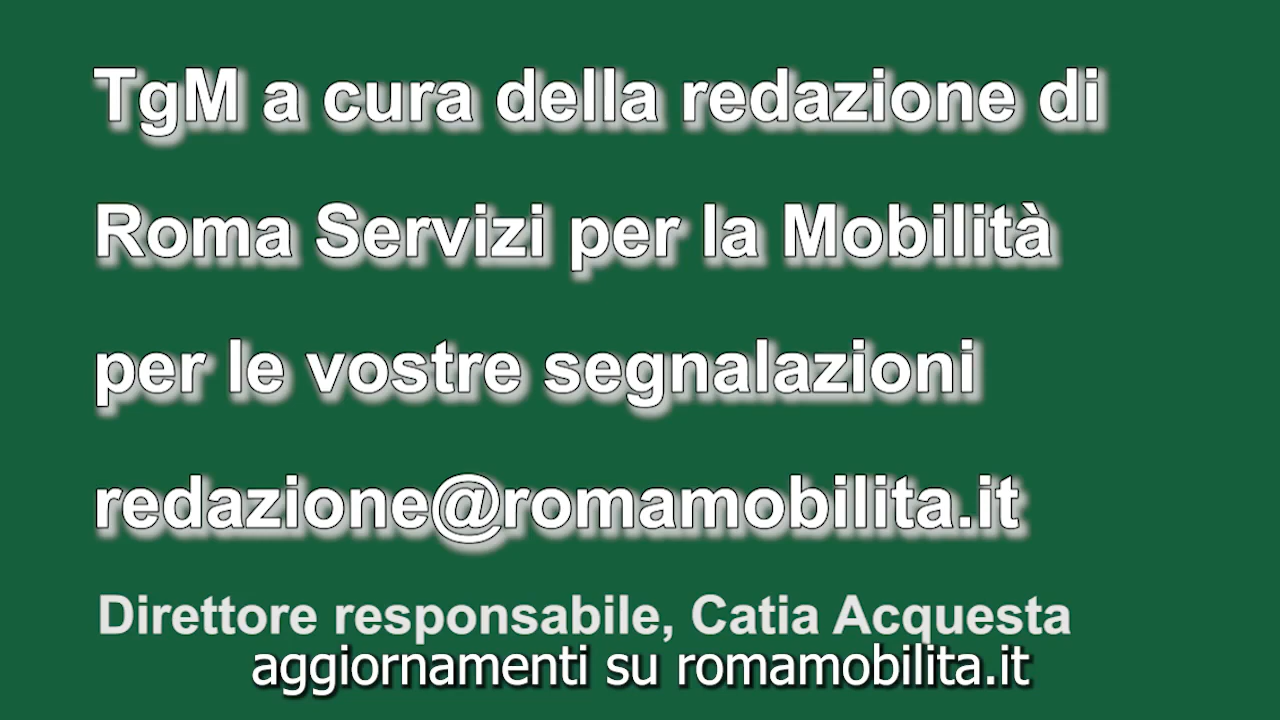 TgM a cura della redazione di
Roma Servizi per la Mobilità
per le vostre segnalazioni
redazione@romamobilita.it
Direttore responsabile, Catia Acquesta
aggiornamenti su romamobilita.it